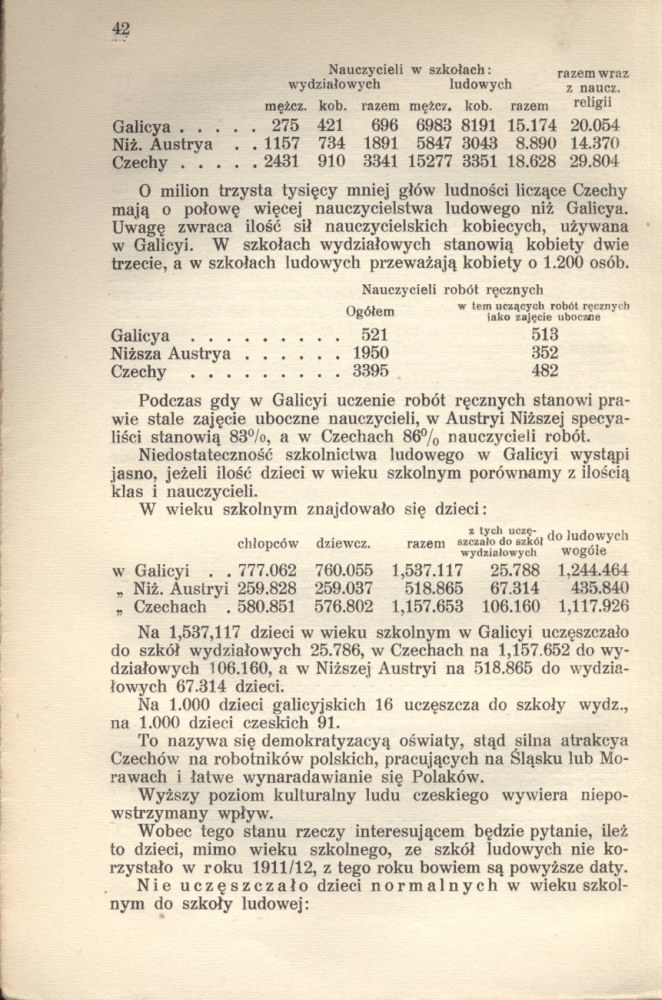 42
Nauczycieli w szkołach: razem wraz
wydziałowych ludowych z naucz.
mężcz. kob. razem mężcz. kob. razem religii
Galicya . . . . . 275 421 696 6983 8191 15.174 20.054
Niż. Austrya . . 1157 734 1891 5847 3043 8.890 14.370
Czechy . . . . . 2431 910 3341 15277 3351 18.628 29.804
O milion trzysta tysięcy mniej głów ludności liczące Czechy
mają o połowę więcej nauczycielstwa ludowego niż Galicya.
Uwagę zwraca ilość sił nauczycielskich kobiecych, używana
w Galicyi. W szkołach wydziałowych stanowią kobiety dwie
trzecie, a w szkołach ludowych przeważają kobiety o 1.200 osób.
Nauczycieli robót ręcznych
Ogółem w tem uczących robót ręcznych
iako zajęcie uboczne
Galicya . . . . . . . . . 521 513
Niższa Austrya . . . . . . 1950 352
Czechy . . . . . . . . . 3395 482
Podczas gdy w Galicyi uczenie robót ręcznych stanowi pra-
wie stale zajęcie uboczne nauczycieli, w Austryi Niższej specya-
liści stanowią 83%, a w Czechach 86% nauczycieli robót.
Niedostateczność szkolnictwa ludowego w Galicyi wystąpi
jasno, jeżeli ilość dzieci w wieku szkolnym porównamy z ilością
klas i nauczycieli.
W wieku szkolnym znajdowało się dzieci:
chłopców dziewcz. razem z tych uczę-
szczało do szkół
wydziałowych do ludowych
wogóle
w Galicyi . . 777.062 760.055 1,537.117 25.788 1,244.464
„ Niż. Austryi 259.828 259.037 518.865 67.314 435.840
„ Czechach . 580.851 576.802 1,157.653 106.160 1,117.926
Na 1,537,117 dzieci w wieku szkolnym w Galicyi uczęszczało
do szkół wydziałowych 25.786, w Czechach na 1,157.652 do wy-
działowych 106.160, a w Niższej Austryi na 518.865 do wydzia-
łowych 67.314 dzieci.
Na 1.000 dzieci galicyjskich 16 uczęszcza do szkoły wydz.,
na 1.000 dzieci czeskich 91.
To nazywa się demokratyzacyą oświaty, stąd silna atrakcya
Czechów na robotników polskich, pracujących na Śląsku lub Mo-
rawach i łatwe wynaradawianie się Polaków.
Wyższy poziom kulturalny ludu czeskiego wywiera niepo-
wstrzymany wpływ.
Wobec tego stanu rzeczy interesującem będzie pytanie, ileż
to dzieci, mimo wieku szkolnego, ze szkół ludowych nie ko-
rzystało w roku 1911/12, z tego roku bowiem są powyższe daty.
Nie uczęszczało dzieci normalnych w wieku szkol-
nym do szkoły ludowej: